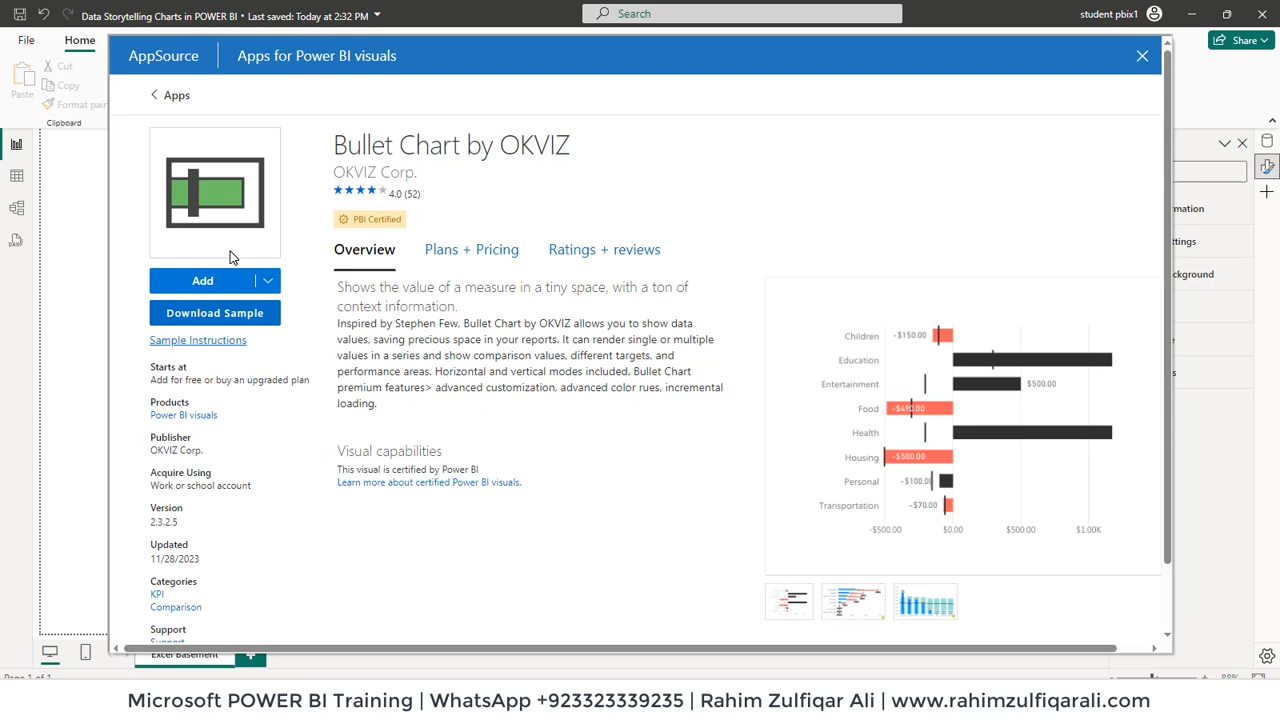 Data Storytelling Charts in POWER BI • Last saved: Today at 2:32 PM
Search
student pbix1
File
Home
Share
Paste
Cut
Copy
Format pain
Clipboard
AppSource
Apps for Power BI visuals
Apps
Bullet Chart by OKVIZ
OKVIZ Corp.
4.0 (52)
PBI Certified
Overview
Plans + Pricing
Ratings + reviews
Add
Download Sample
Sample Instructions
Starts at
Add for free or buy an upgraded plan
Products
Power BI visuals
Publisher
OKVIZ Corp.
Acquire Using
Work or school account
Version
2.3.2.5
Updated
11/28/2023
Categories
KPI
Comparison
Support
Shows the value of a measure in a tiny space, with a ton of
context information.
Inspired by Stephen Few, Bullet Chart by OKVIZ allows you to show data
values, saving precious space in your reports. It can render single or multiple
values in a series and show comparison values, different targets, and
performance areas. Horizontal and vertical modes included. Bullet Chart
premium features> advanced customization, advanced color rues, incremental
loading.
Visual capabilities
This visual is certified by Power BI
Learn more about certified Power BI visuals.
Children
-$150.00
Education
Entertainment
$500.00
Food
-$490.00
Health
Housing
-$500.00
Personal
-$100.00
Transportation
-$70.00
-$500.00 $0.00 $500.00 $1.00K
rmation
ttings
ackground
Excel Basement
Page 1 of 1
Microsoft POWER BI Training | WhatsApp +923323339235 | Rahim Zulfiqar Ali | www.rahimzulfiqarali.com